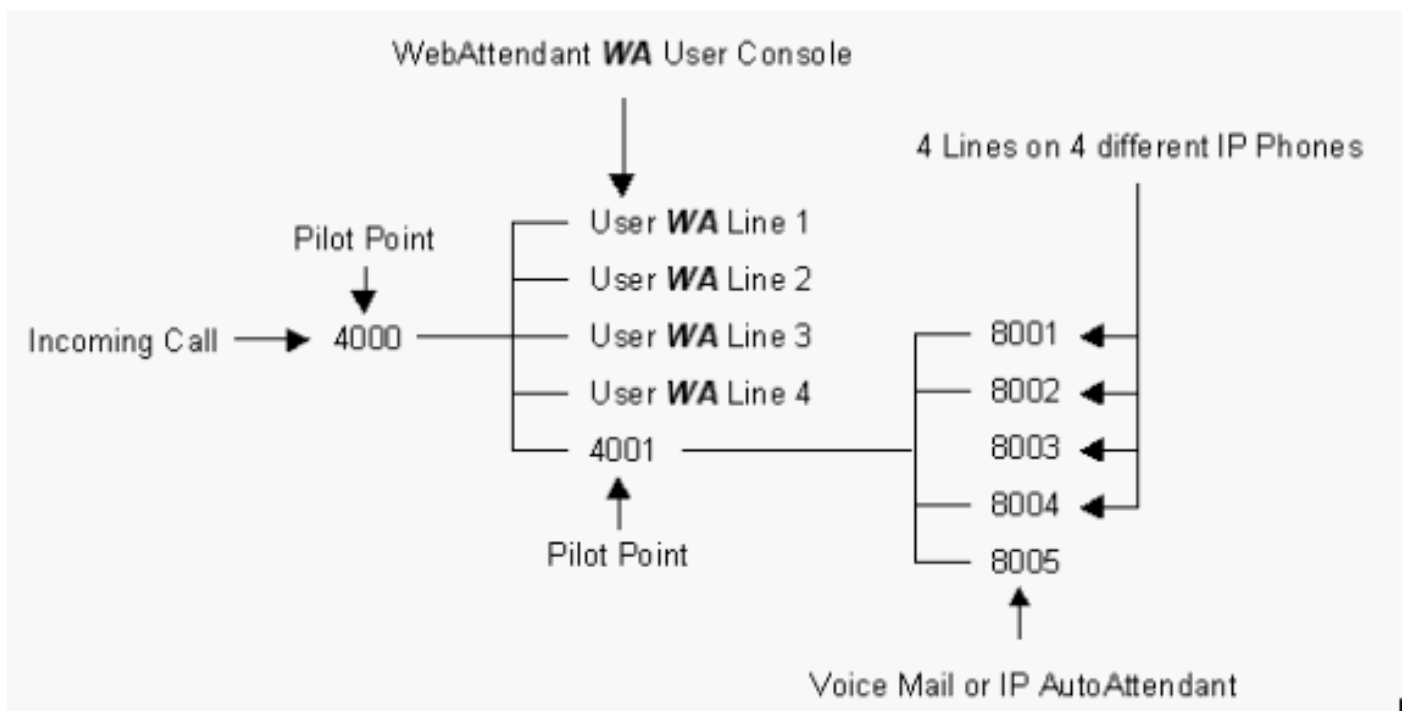 WebAttendant WA User Console
4 Lines on 4 different IP Phones
User WA Line 1
Pilot Point
User WA Line 2
Incoming Call
4000
User WA Line 3
8001
User WA Line 4
8002
4001
8003
8004
Pilot Point
8005
Voice Mail or IP AutoAttendant